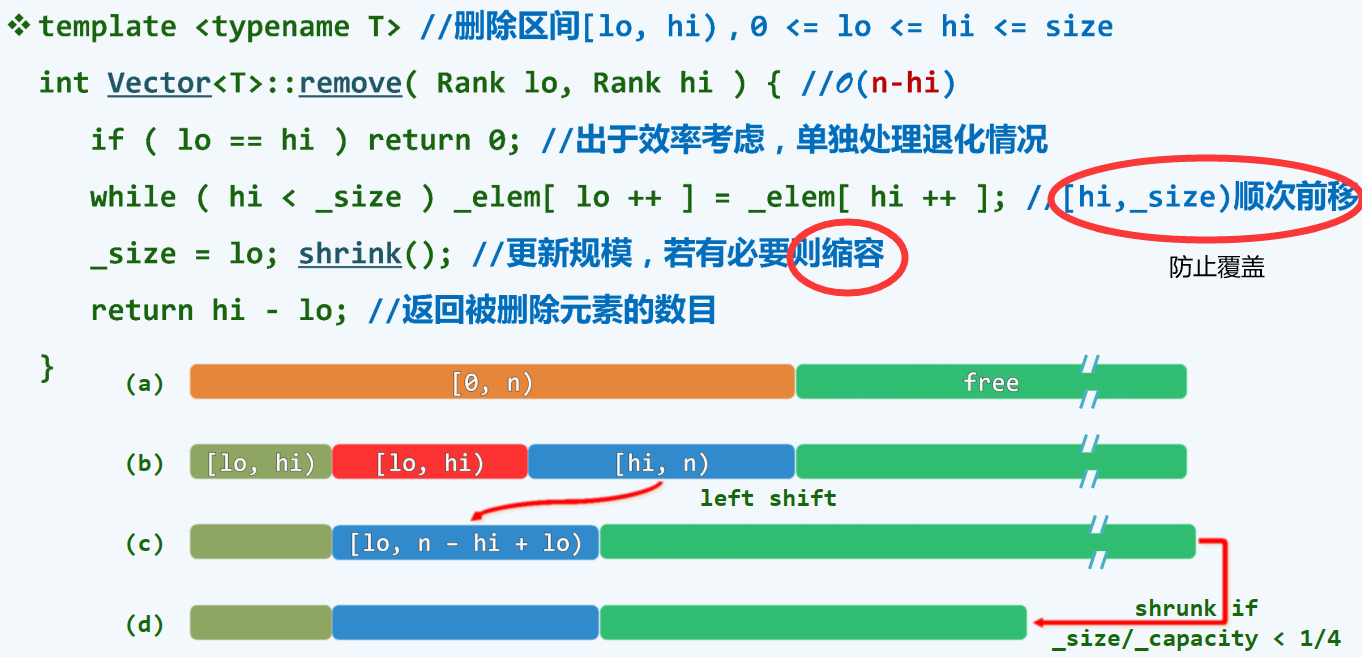 ❖ template <typename T> //删除区间[lo, hi)，0 <= lo <= hi <= size
int Vector<T>::remove( Rank lo, Rank hi ) { //O(n-hi)
if ( lo == hi ) return 0; //出于效率考虑，单独处理退化情况
while ( hi < _size ) _elem[ lo ++ ] = _elem[ hi ++ ]; //[hi,_size)顺次前移
_size = lo; shrink(); //更新规模，若有必要则缩容
防止覆盖
return hi - lo; //返回被删除元素的数目
}
(a) [0, n) free
(b) [lo, hi) [lo, hi) [hi, n)
left shift
(c) [lo, n - hi + lo)
(d) shrunk if
_size/_capacity < 1/4